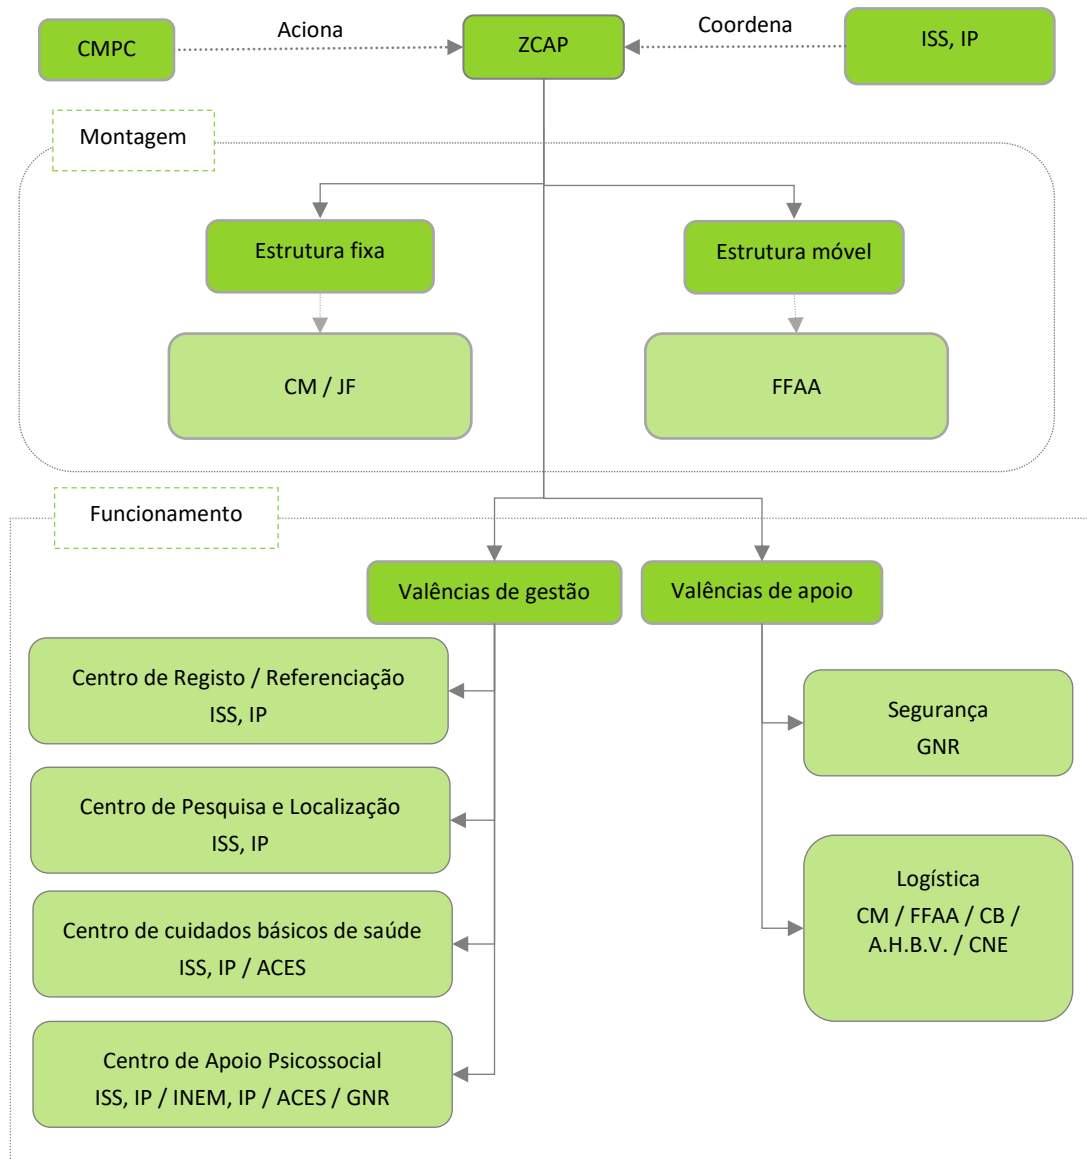 CMPC
Aciona
ZCAP
Coordena
ISS, IP
Montagem
Estrutura fixa
Estrutura móvel
CM / JF
FFAA
Funcionamento
Valências de gestão
Valências de apoio
Centro de Registo / Referenciação
ISS, IP
Centro de Pesquisa e Localização
ISS, IP
Centro de cuidados básicos de saúde
ISS, IP / ACES
Centro de Apoio Psicossocial
ISS, IP / INEM, IP / ACES / GNR
Segurança
GNR
Logística
CM / FFAA / CB /
A.H.B.V. / CNE